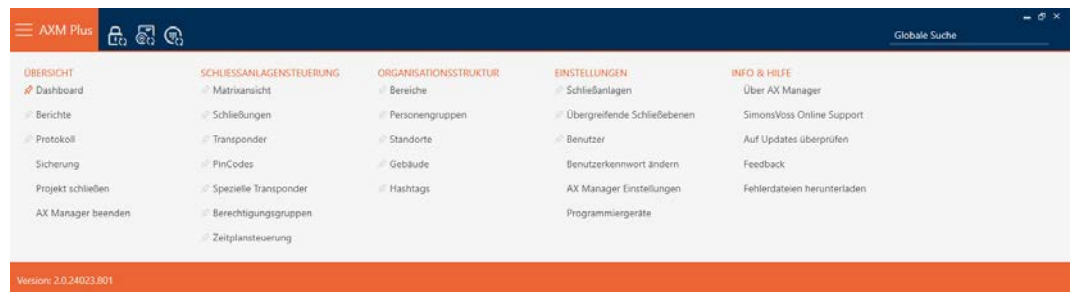 AXM Plus
Globale Suche
ÜBERSICHT
Dashboard
Berichte
Protokoll
Sicherung
Projekt schließen
AX Manager beenden
SCHLIESSANLAGENSTEUERUNG
Matrixansicht
Schließungen
Transponder
PinCodes
Spezielle Transponder
Berechtigungsgruppen
Zeitplansteuerung
ORGANISATIONSSTRUKTUR
Bereiche
Personengruppen
Standorte
Gebäude
Hashtags
EINSTELLUNGEN
Schließanlagen
Übergreifende Schließebenen
Benutzer
Benutzerkennwort ändern
AX Manager Einstellungen
Programmiergeräte
INFO & HILFE
Über AX Manager
SimonsVoss Online Support
Auf Updates überprüfen
Feedback
Fehlerdateien herunterladen
Version: 2.0.24023.801